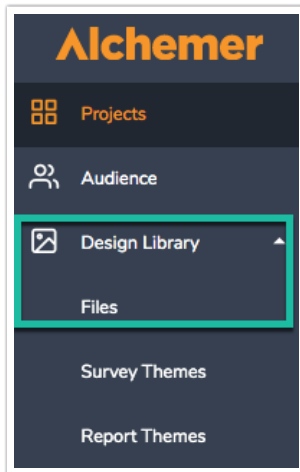 Alchemer
Projects
Audience
Design Library
Files
Survey Themes
Report Themes